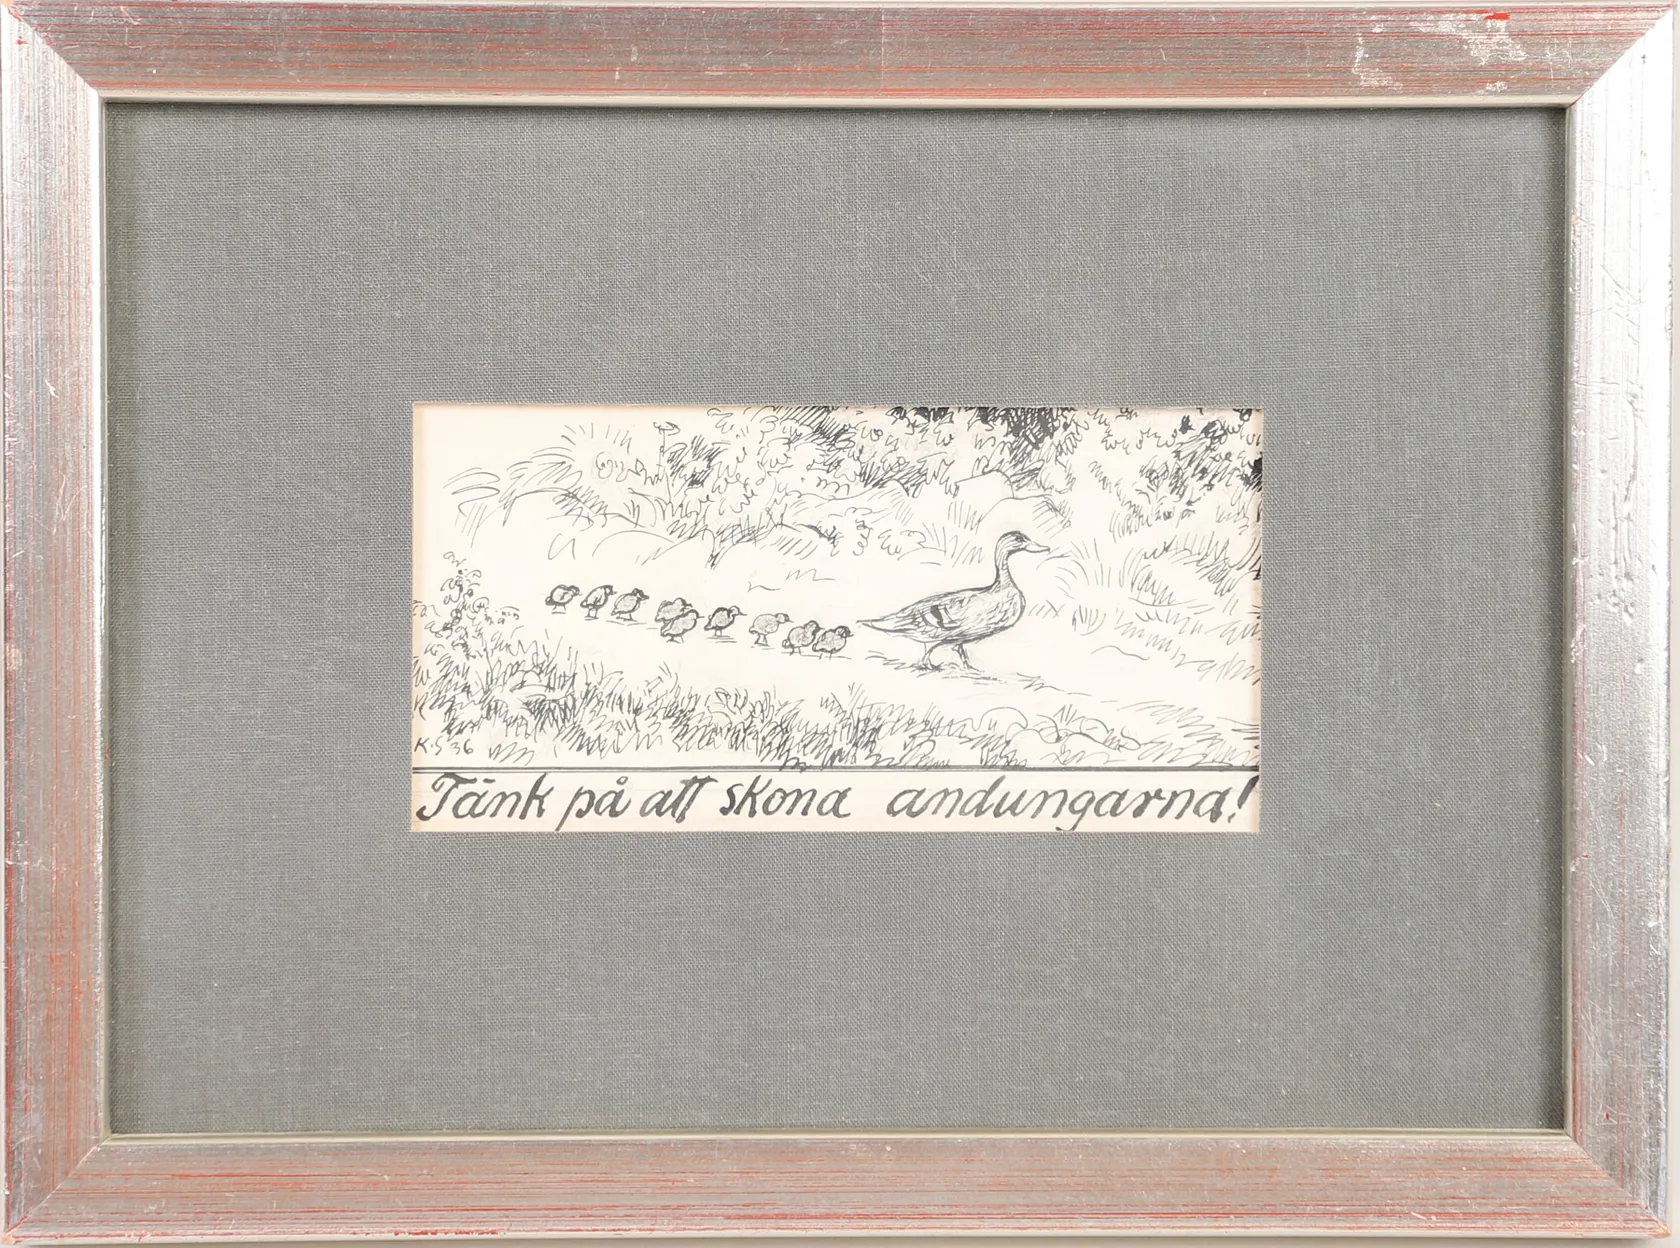 K.S 36
Tänk på att skona andungarna!